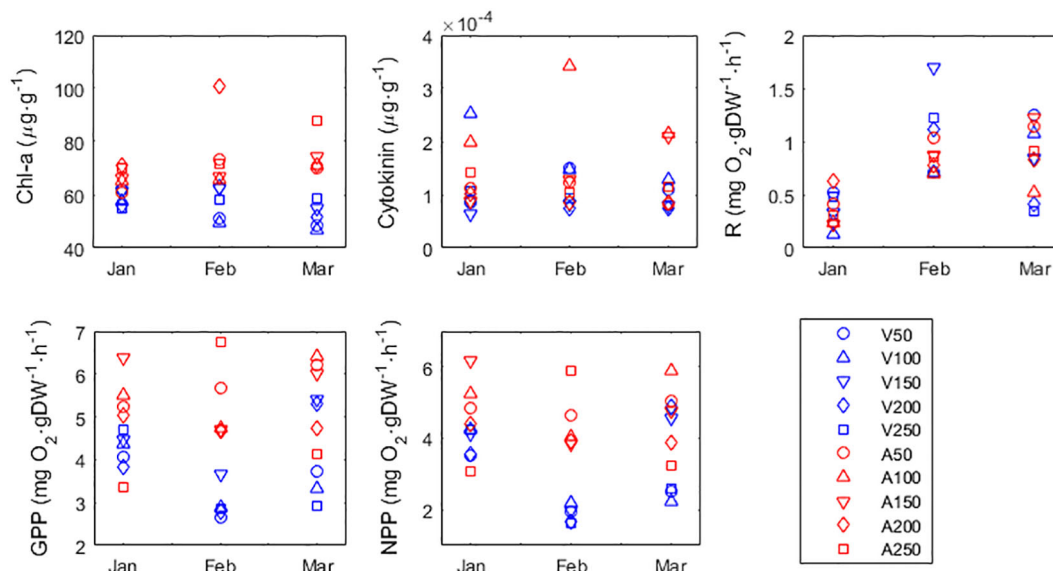 Chl-a (μg·g⁻¹)
120
100
80
60
40
Jan Feb Mar
Cytokinin (μg·g⁻¹)
× 10⁻⁴
4
3
2
1
0
Jan Feb Mar
R (mg O₂·gDW⁻¹·h⁻¹)
2
1.5
1
0.5
0
Jan Feb Mar
GPP (mg O₂·gDW⁻¹·h⁻¹)
7
6
5
4
3
2
Jan Feb Mar
NPP (mg O₂·gDW⁻¹·h⁻¹)
6
4
2
Jan Feb Mar
V50
V100
V150
V200
V250
A50
A100
A150
A200
A250